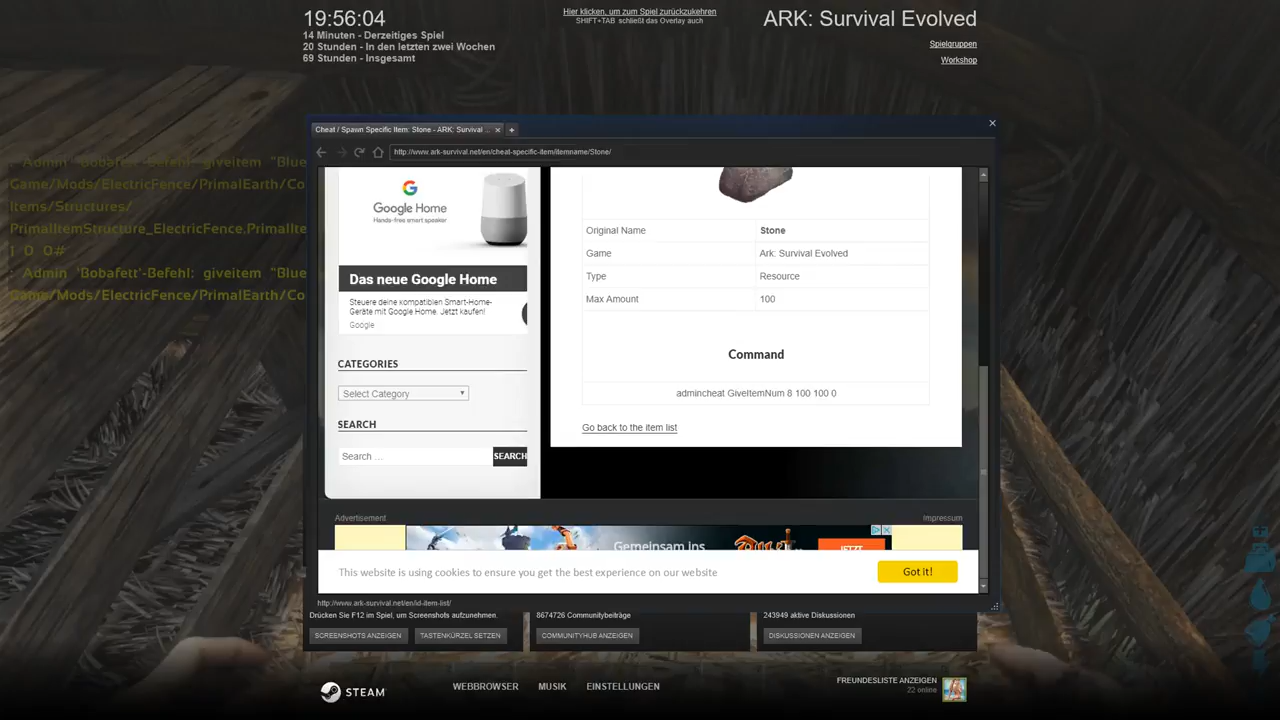 19:56:04
14 Minuten - Derzeitiges Spiel
20 Stunden - In den letzten zwei Wochen
69 Stunden - Insgesamt
Hier klicken, um zum Spiel zurückzukehren
SHIFT+TAB schließt das Overlay auch
ARK: Survival Evolved
Spielgruppen
Workshop
Cheat / Spawn Specific Item: Stone - ARK: Survival ...
http://www.ark-survival.net/en/cheat-specific-item/itemname/Stone/
: Admin 'Bobafett'-Befehl: giveitem "Blue
Game/Mods/ElectricFence/PrimalEarth/Co
Items/Structures/
PrimalItemStructure_ElectricFence.PrimalIte
1 0 0#
: Admin 'Bobafett'-Befehl: giveitem "Blue
Game/Mods/ElectricFence/PrimalEarth/Co
Google Home
Hands-free smart speaker
Das neue Google Home
Steuere deine kompatiblen Smart-Home-
Geräte mit Google Home. Jetzt kaufen!
Google
CATEGORIES
Select Category
SEARCH
Search ...
SEARCH
Original Name Stone
Game Ark: Survival Evolved
Type Resource
Max Amount 100
Command
admincheat GiveItemNum 8 100 100 0
Go back to the item list
Advertisement
Impressum
Gemeinsam ins
JETZT
This website is using cookies to ensure you get the best experience on our website
Got it!
http://www.ark-survival.net/en/id-item-list/
Drücken Sie F12 im Spiel, um Screenshots aufzunehmen.
8674726 Communitybeiträge
243949 aktive Diskussionen
SCREENSHOTS ANZEIGEN
TASTENKÜRZEL SETZEN
COMMUNITYHUB ANZEIGEN
DISKUSSIONEN ANZEIGEN
STEAM
WEBBROWSER
MUSIK
EINSTELLUNGEN
FREUNDESLISTE ANZEIGEN
22 online